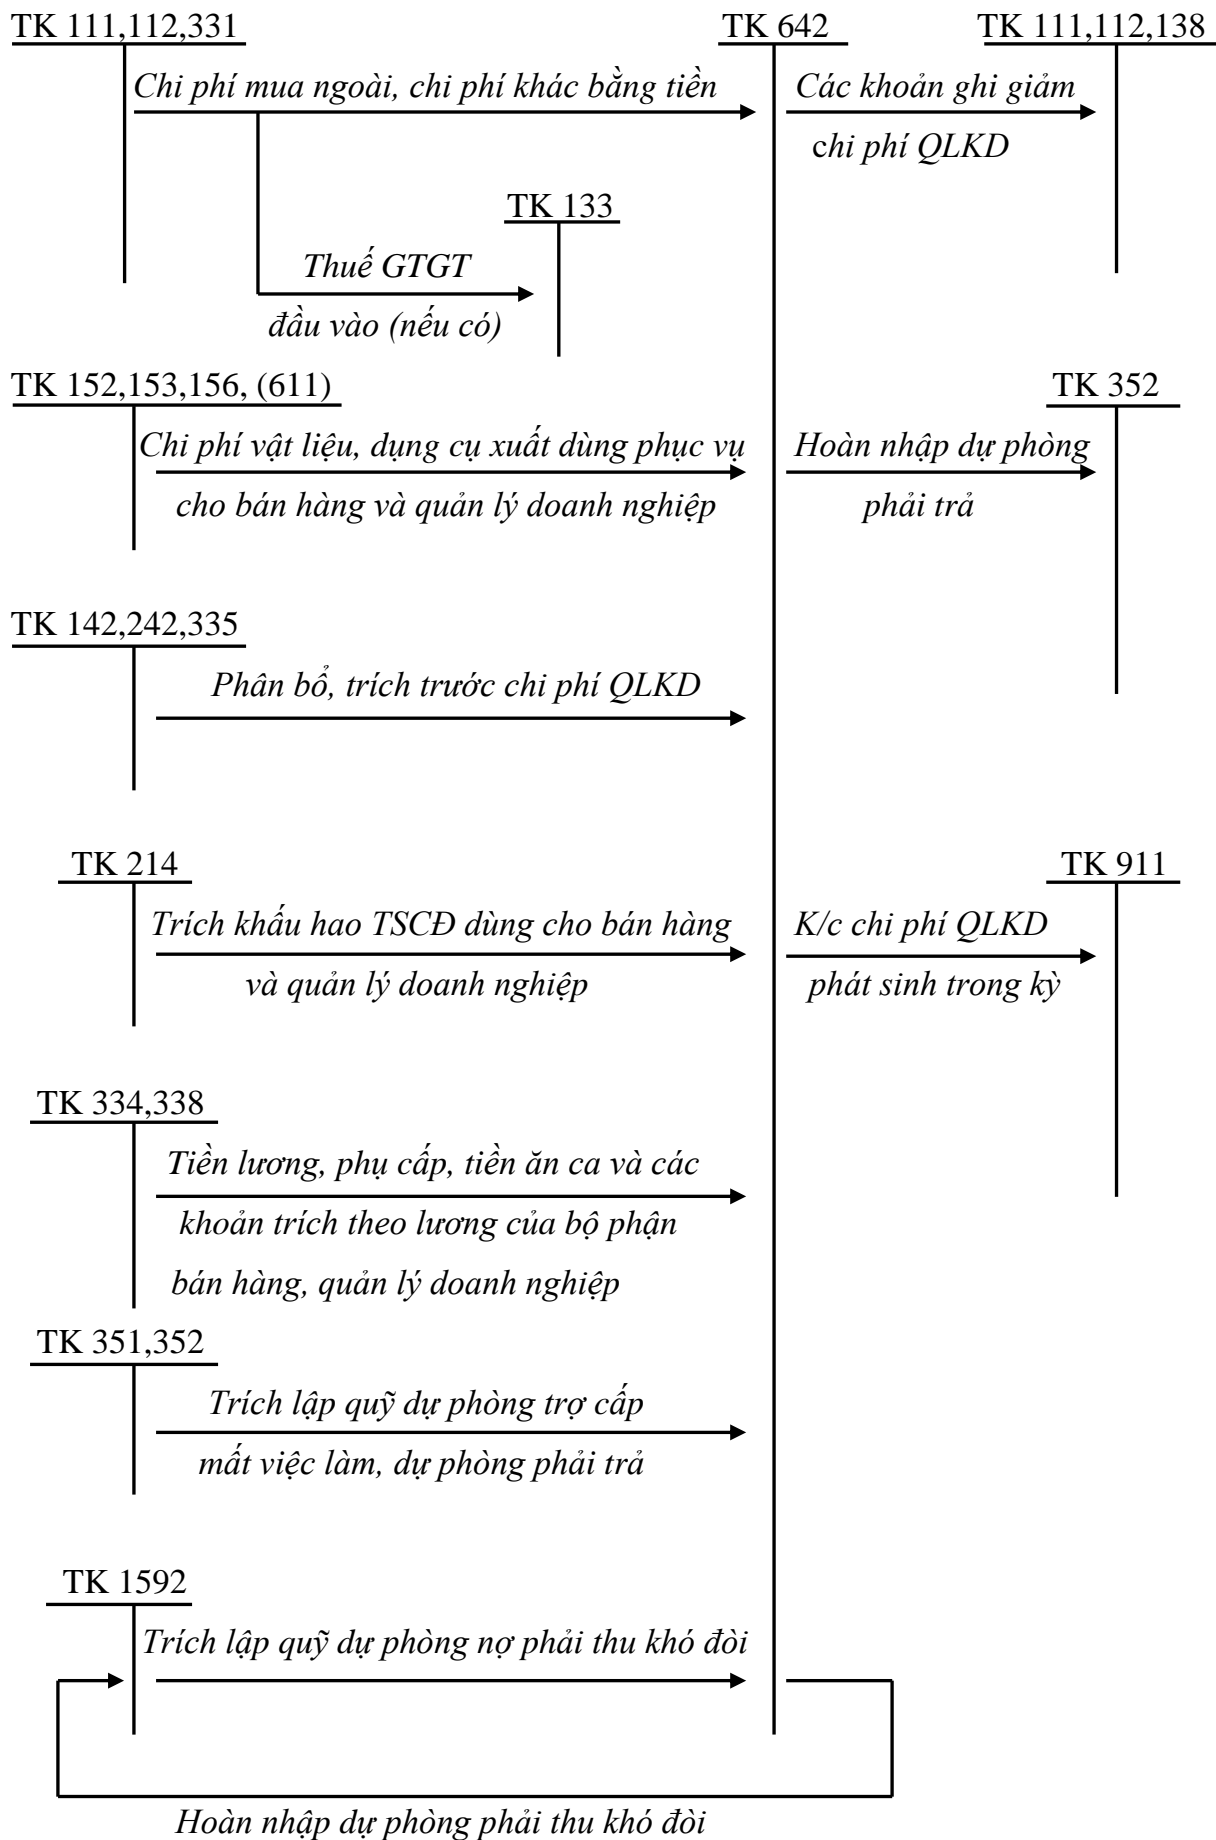 TK 111,112,331
TK 642
TK 111,112,138
Chi phí mua ngoài, chi phí khác bằng tiền
Các khoản ghi giảm
chi phí QLKD
TK 133
Thuế GTGT
đầu vào (nếu có)
TK 152,153,156, (611)
TK 352
Chi phí vật liệu, dụng cụ xuất dùng phục vụ
cho bán hàng và quản lý doanh nghiệp
Hoàn nhập dự phòng
phải trả
TK 142,242,335
Phân bổ, trích trước chi phí QLKD
TK 214
TK 911
Trích khấu hao TSCĐ dùng cho bán hàng
và quản lý doanh nghiệp
K/c chi phí QLKD
phát sinh trong kỳ
TK 334,338
Tiền lương, phụ cấp, tiền ăn ca và các
khoản trích theo lương của bộ phận
bán hàng, quản lý doanh nghiệp
TK 351,352
Trích lập quỹ dự phòng trợ cấp
mất việc làm, dự phòng phải trả
TK 1592
Trích lập quỹ dự phòng nợ phải thu khó đòi
Hoàn nhập dự phòng phải thu khó đòi